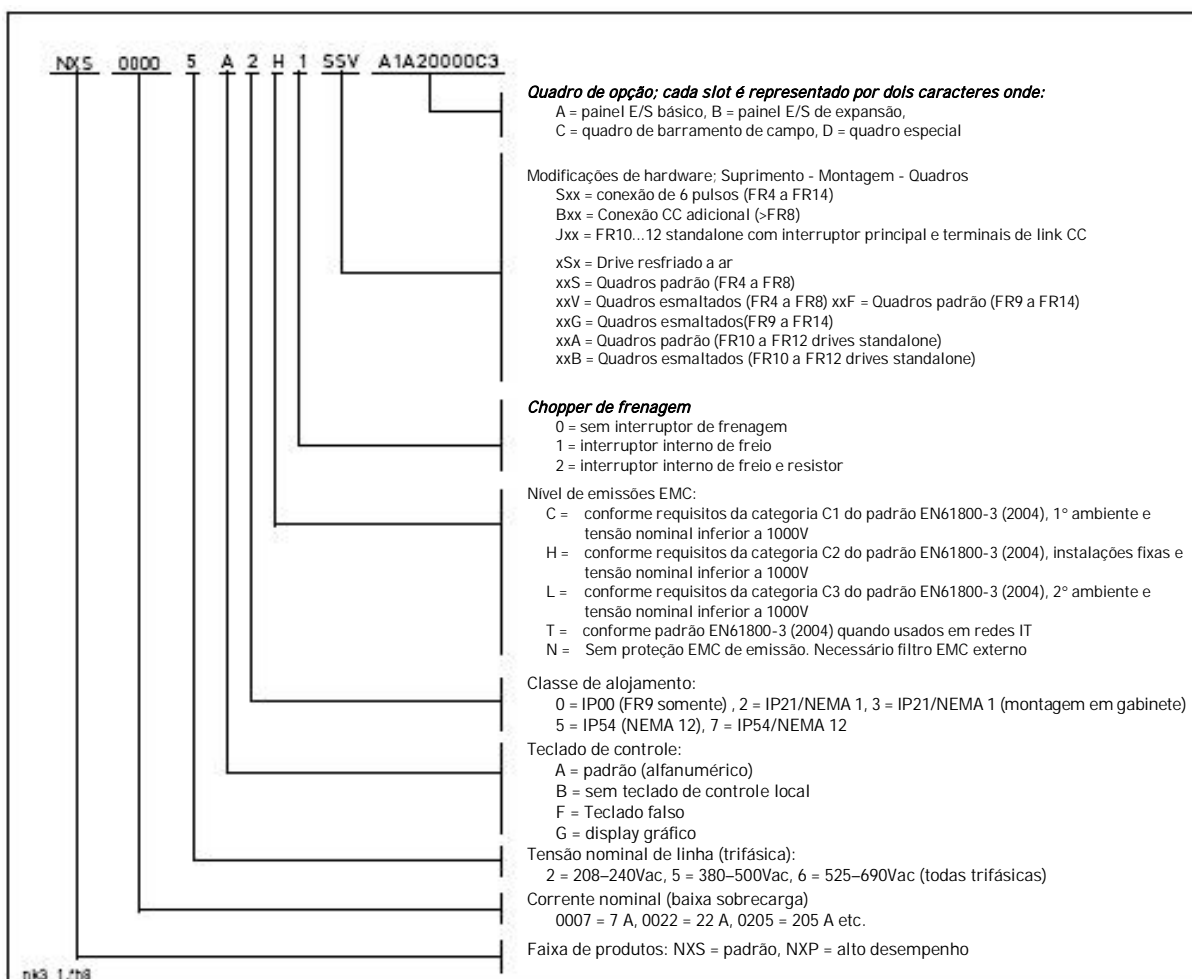 NXS 0000 5 A 2 H 1 SSV A1A20000C3
Quadro de opção; cada slot é representado por dois caracteres onde:
A = painel E/S básico, B = painel E/S de expansão,
C = quadro de barramento de campo, D = quadro especial
Modificações de hardware; Suprimento - Montagem - Quadros
Sxx = conexão de 6 pulsos (FR4 a FR14)
Bxx = Conexão CC adicional (>FR8)
Jxx = FR10...12 standalone com interruptor principal e terminais de link CC
xSx = Drive resfriado a ar
xxS = Quadros padrão (FR4 a FR8)
xxV = Quadros esmaltados (FR4 a FR8) xxF = Quadros padrão (FR9 a FR14)
xxG = Quadros esmaltados(FR9 a FR14)
xxA = Quadros padrão (FR10 a FR12 drives standalone)
xxB = Quadros esmaltados (FR10 a FR12 drives standalone)
Chopper de frenagem
0 = sem interruptor de frenagem
1 = interruptor interno de freio
2 = interruptor interno de freio e resistor
Nível de emissões EMC:
C = conforme requisitos da categoria C1 do padrão EN61800-3 (2004), 1° ambiente e
tensão nominal inferior a 1000V
H = conforme requisitos da categoria C2 do padrão EN61800-3 (2004), instalações fixas e
tensão nominal inferior a 1000V
L = conforme requisitos da categoria C3 do padrão EN61800-3 (2004), 2° ambiente e
tensão nominal inferior a 1000V
T = conforme padrão EN61800-3 (2004) quando usados em redes IT
N = Sem proteção EMC de emissão. Necessário filtro EMC externo
Classe de alojamento:
0 = IP00 (FR9 somente) , 2 = IP21/NEMA 1, 3 = IP21/NEMA 1 (montagem em gabinete)
5 = IP54 (NEMA 12), 7 = IP54/NEMA 12
Teclado de controle:
A = padrão (alfanumérico)
B = sem teclado de controle local
F = Teclado falso
G = display gráfico
Tensão nominal de linha (trifásica):
2 = 208–240Vac, 5 = 380–500Vac, 6 = 525–690Vac (todas trifásicas)
Corrente nominal (baixa sobrecarga)
0007 = 7 A, 0022 = 22 A, 0205 = 205 A etc.
Faixa de produtos: NXS = padrão, NXP = alto desempenho